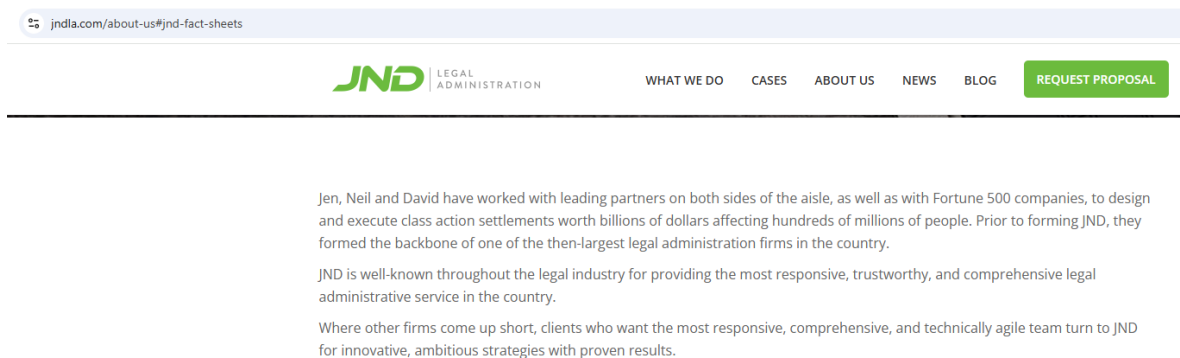 jndla.com/about-us#jnd-fact-sheets
JND LEGAL
ADMINISTRATION
WHAT WE DO CASES ABOUT US NEWS BLOG REQUEST PROPOSAL
Jen, Neil and David have worked with leading partners on both sides of the aisle, as well as with Fortune 500 companies, to design
and execute class action settlements worth billions of dollars affecting hundreds of millions of people. Prior to forming JND, they
formed the backbone of one of the then-largest legal administration firms in the country.
JND is well-known throughout the legal industry for providing the most responsive, trustworthy, and comprehensive legal
administrative service in the country.
Where other firms come up short, clients who want the most responsive, comprehensive, and technically agile team turn to JND
for innovative, ambitious strategies with proven results.